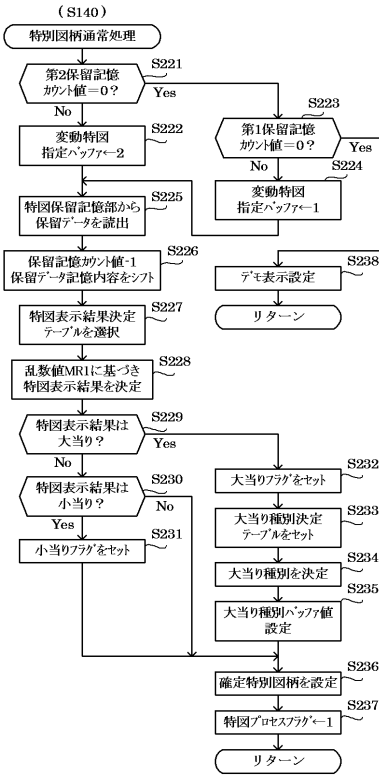 (S140)
特別図柄通常処理
第2保留記憶
カウント値=0?
S221
Yes
No
変動特図
指定バッファ←2
S222
第1保留記憶
カウント値=0?
S223
Yes
No
変動特図
指定バッファ←1
S224
特図保留記憶部から
保留データを読出
S225
保留記憶カウント値-1
保留データ記憶内容をシフト
S226
デモ表示設定
S238
リターン
特図表示結果決定
テーブルを選択
S227
乱数値MR1に基づき
特図表示結果を決定
S228
特図表示結果は
大当り?
S229
Yes
No
特図表示結果は
小当り?
S230
No
Yes
小当りフラグをセット
S231
大当りフラグをセット
S232
大当り種別決定
テーブルをセット
S233
大当り種別を決定
S234
大当り種別バッファ値
設定
S235
確定特別図柄を設定
S236
特図プロセスフラグ←1
S237
リターン